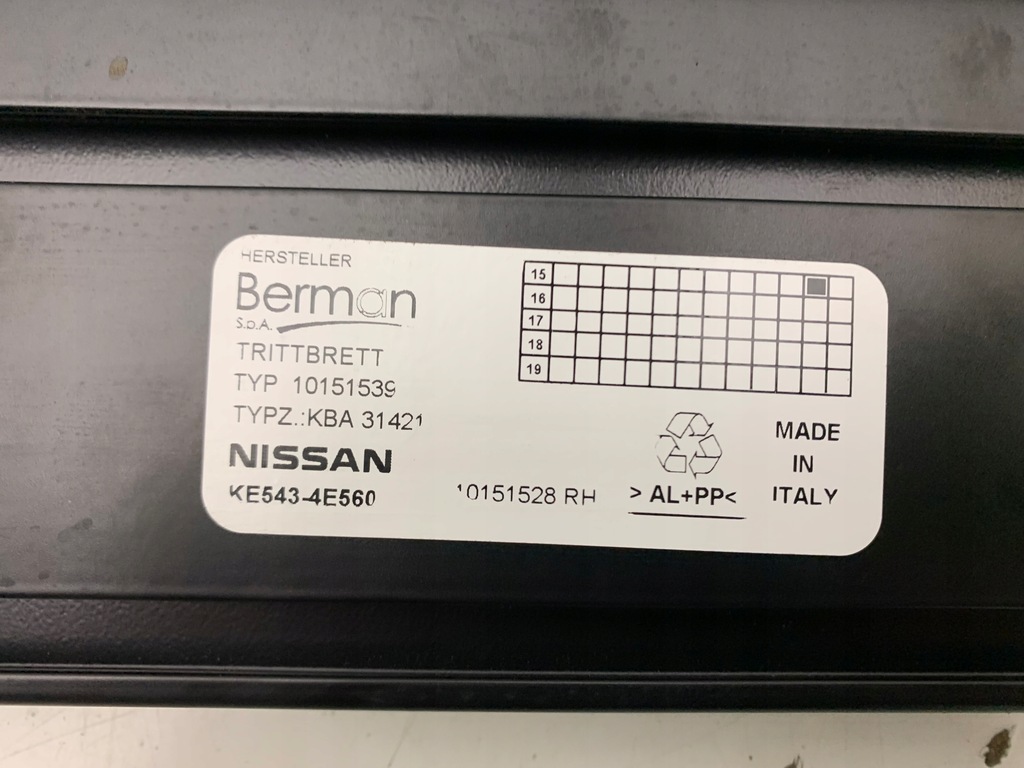 HERSTELLER
Berman
S.p.A.
TRITTBRETT
TYP 10151539
TYPZ.:KBA 31421
NISSAN
KE543-4E560
15
16
17
18
19
10151528 RH
> AL+PP<
MADE
IN
ITALY